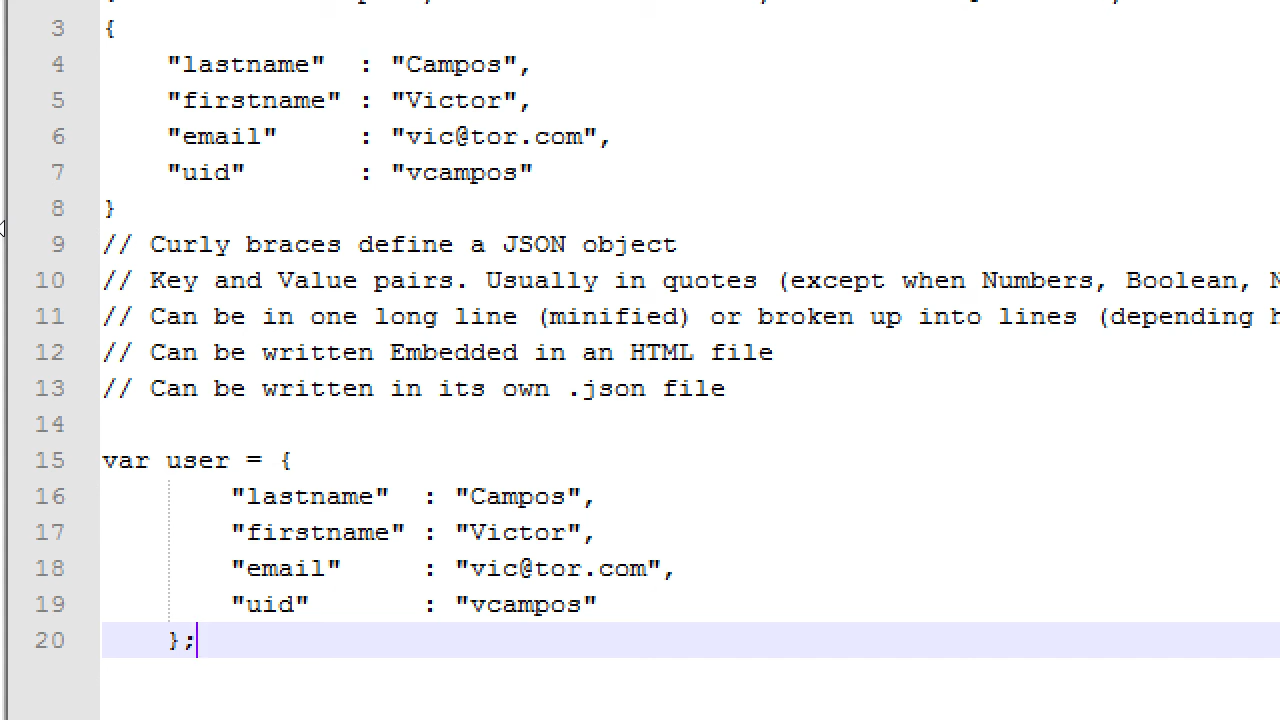 3 {
4 "lastname" : "Campos",
5 "firstname" : "Victor",
6 "email" : "vic@tor.com",
7 "uid" : "vcampos"
8 }
9 // Curly braces define a JSON object
10 // Key and Value pairs. Usually in quotes (except when Numbers, Boolean,
11 // Can be in one long line (minified) or broken up into lines (depending
12 // Can be written Embedded in an HTML file
13 // Can be written in its own .json file
14
15 var user = {
16 "lastname" : "Campos",
17 "firstname" : "Victor",
18 "email" : "vic@tor.com",
19 "uid" : "vcampos"
20 };